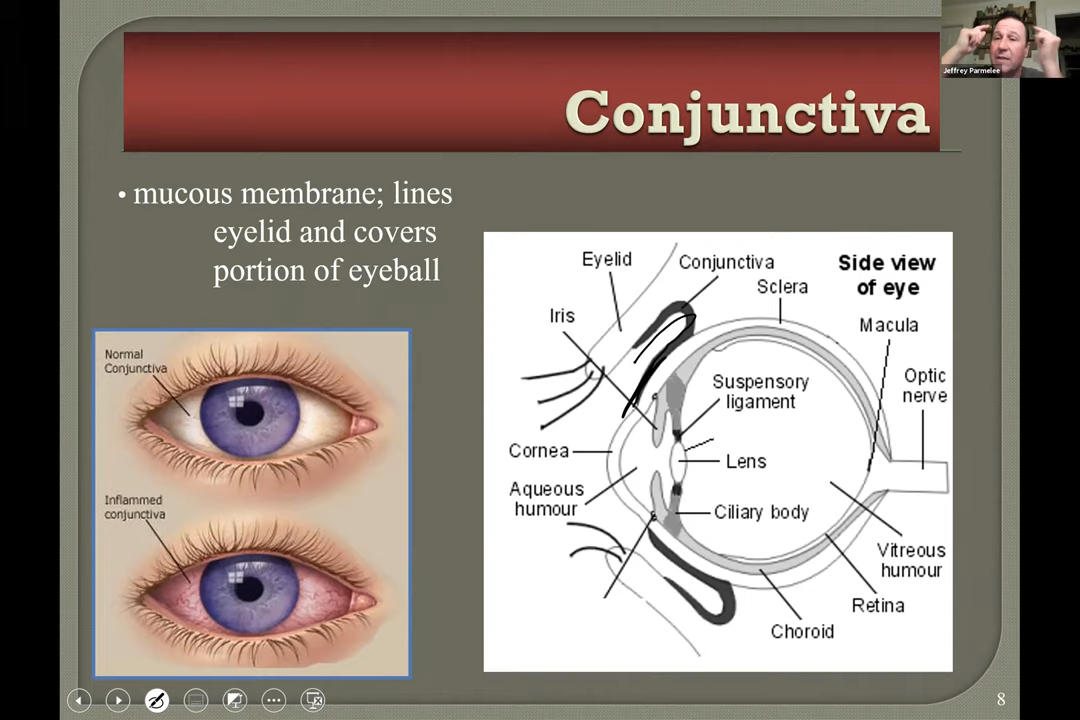 Jeffrey Parmelee
Conjunctiva
• mucous membrane; lines
eyelid and covers
portion of eyeball
Normal
Conjunctiva
Inflammed
conjunctiva
Eyelid
Conjunctiva
Side view
of eye
Sclera
Iris
Macula
Suspensory
ligament
Optic
nerve
Cornea
Lens
Aqueous
humour
Ciliary body
Vitreous
humour
Retina
Choroid
8